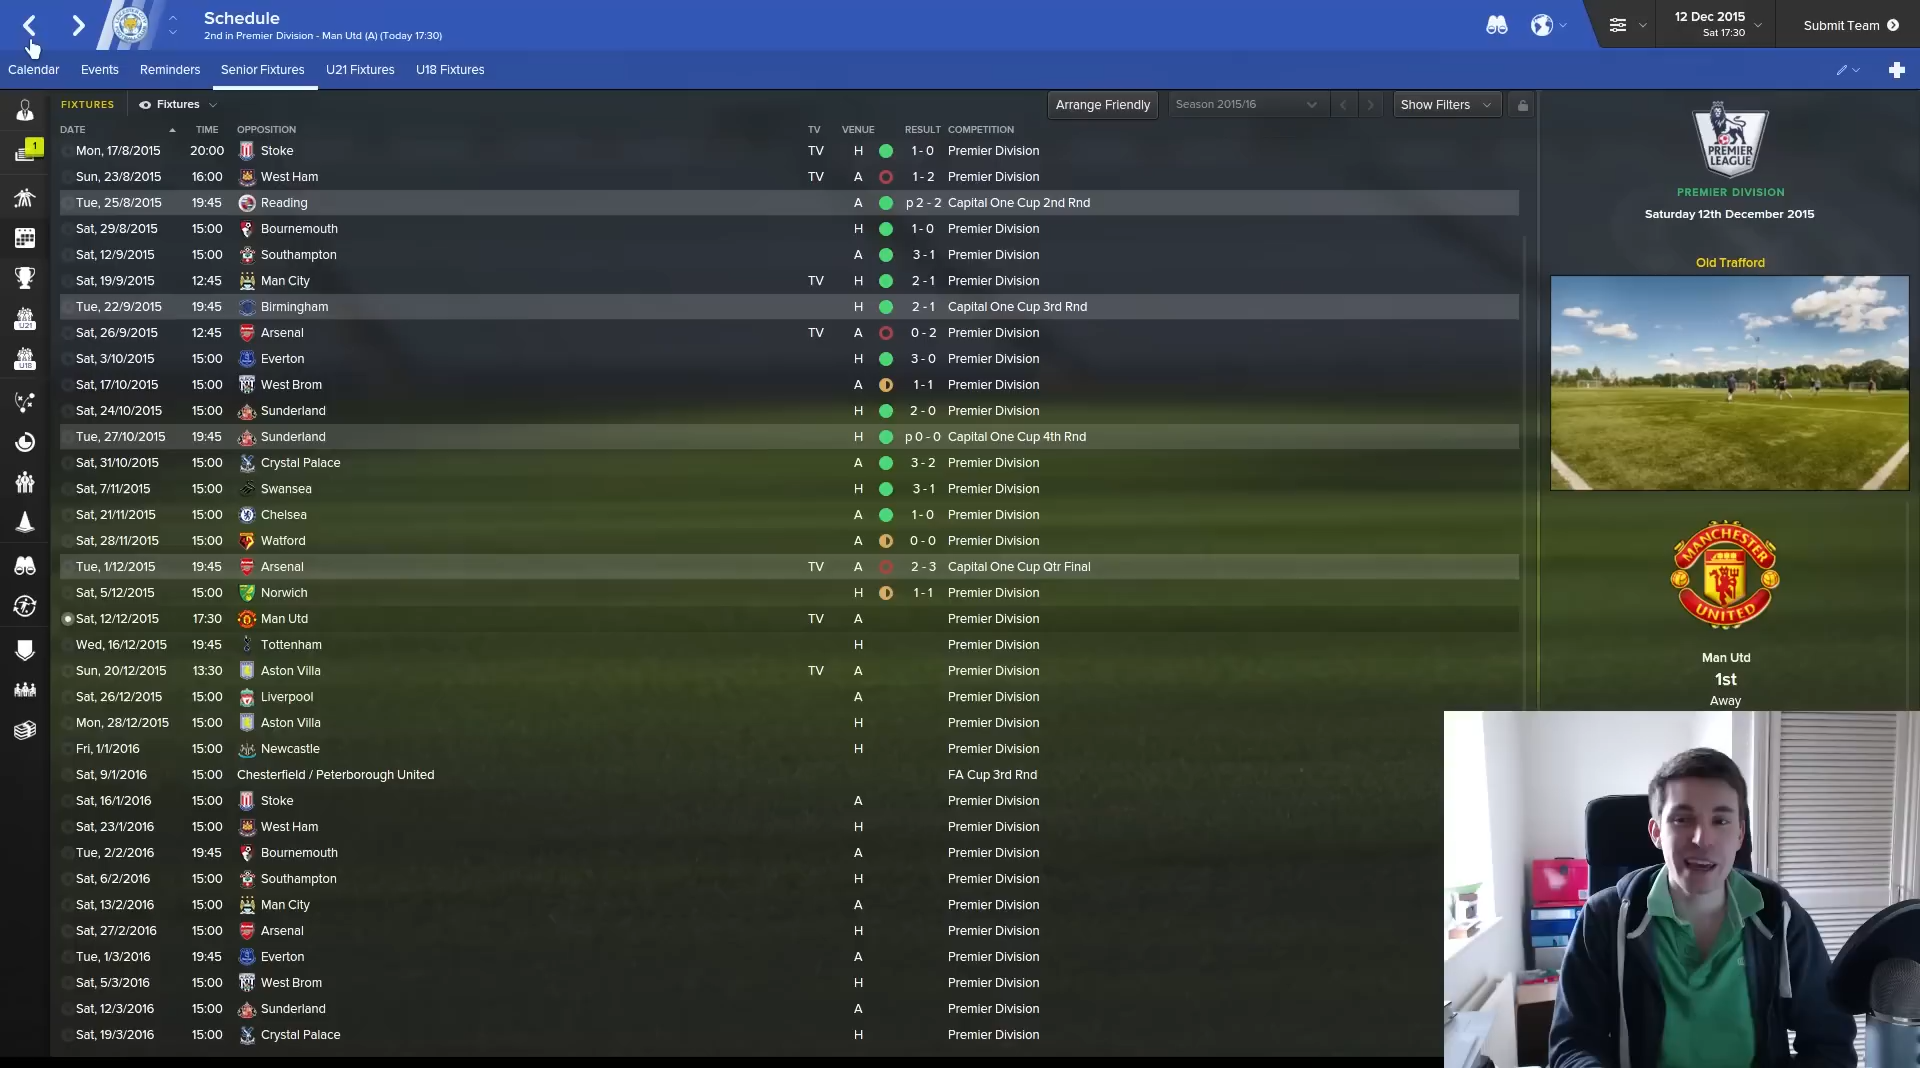 Schedule
2nd in Premier Division - Man Utd (A) (Today 17:30)
12 Dec 2015
Sat 17:30
Submit Team
Calendar Events Reminders Senior Fixtures U21 Fixtures U18 Fixtures
FIXTURES Fixtures Arrange Friendly Season 2015/16 Show Filters
DATE TIME OPPOSITION TV VENUE RESULT COMPETITION
Mon, 17/8/2015 20:00 Stoke TV H 1 - 0 Premier Division
Sun, 23/8/2015 16:00 West Ham TV A 1 - 2 Premier Division
Tue, 25/8/2015 19:45 Reading A p 2 - 2 Capital One Cup 2nd Rnd
Sat, 29/8/2015 15:00 Bournemouth H 1 - 0 Premier Division
Sat, 12/9/2015 15:00 Southampton A 3 - 1 Premier Division
Sat, 19/9/2015 12:45 Man City TV H 2 - 1 Premier Division
Tue, 22/9/2015 19:45 Birmingham H 2 - 1 Capital One Cup 3rd Rnd
Sat, 26/9/2015 12:45 Arsenal TV A 0 - 2 Premier Division
Sat, 3/10/2015 15:00 Everton H 3 - 0 Premier Division
Sat, 17/10/2015 15:00 West Brom A 1 - 1 Premier Division
Sat, 24/10/2015 15:00 Sunderland H 2 - 0 Premier Division
Tue, 27/10/2015 19:45 Sunderland H p 0 - 0 Capital One Cup 4th Rnd
Sat, 31/10/2015 15:00 Crystal Palace A 3 - 2 Premier Division
Sat, 7/11/2015 15:00 Swansea H 3 - 1 Premier Division
Sat, 21/11/2015 15:00 Chelsea A 1 - 0 Premier Division
Sat, 28/11/2015 15:00 Watford A 0 - 0 Premier Division
Tue, 1/12/2015 19:45 Arsenal TV A 2 - 3 Capital One Cup Qtr Final
Sat, 5/12/2015 15:00 Norwich H 1 - 1 Premier Division
Sat, 12/12/2015 17:30 Man Utd TV A Premier Division
Wed, 16/12/2015 19:45 Tottenham H Premier Division
Sun, 20/12/2015 13:30 Aston Villa TV A Premier Division
Sat, 26/12/2015 15:00 Liverpool A Premier Division
Mon, 28/12/2015 15:00 Aston Villa H Premier Division
Fri, 1/1/2016 15:00 Newcastle H Premier Division
Sat, 9/1/2016 15:00 Chesterfield / Peterborough United FA Cup 3rd Rnd
Sat, 16/1/2016 15:00 Stoke A Premier Division
Sat, 23/1/2016 15:00 West Ham H Premier Division
Tue, 2/2/2016 19:45 Bournemouth A Premier Division
Sat, 6/2/2016 15:00 Southampton H Premier Division
Sat, 13/2/2016 15:00 Man City A Premier Division
Sat, 27/2/2016 15:00 Arsenal H Premier Division
Tue, 1/3/2016 19:45 Everton A Premier Division
Sat, 5/3/2016 15:00 West Brom H Premier Division
Sat, 12/3/2016 15:00 Sunderland A Premier Division
Sat, 19/3/2016 15:00 Crystal Palace H Premier Division
1
U21
U18
PREMIER
LEAGUE
PREMIER DIVISION
Saturday 12th December 2015
Old Trafford
MANCHESTER
UNITED
Man Utd
1st
Away